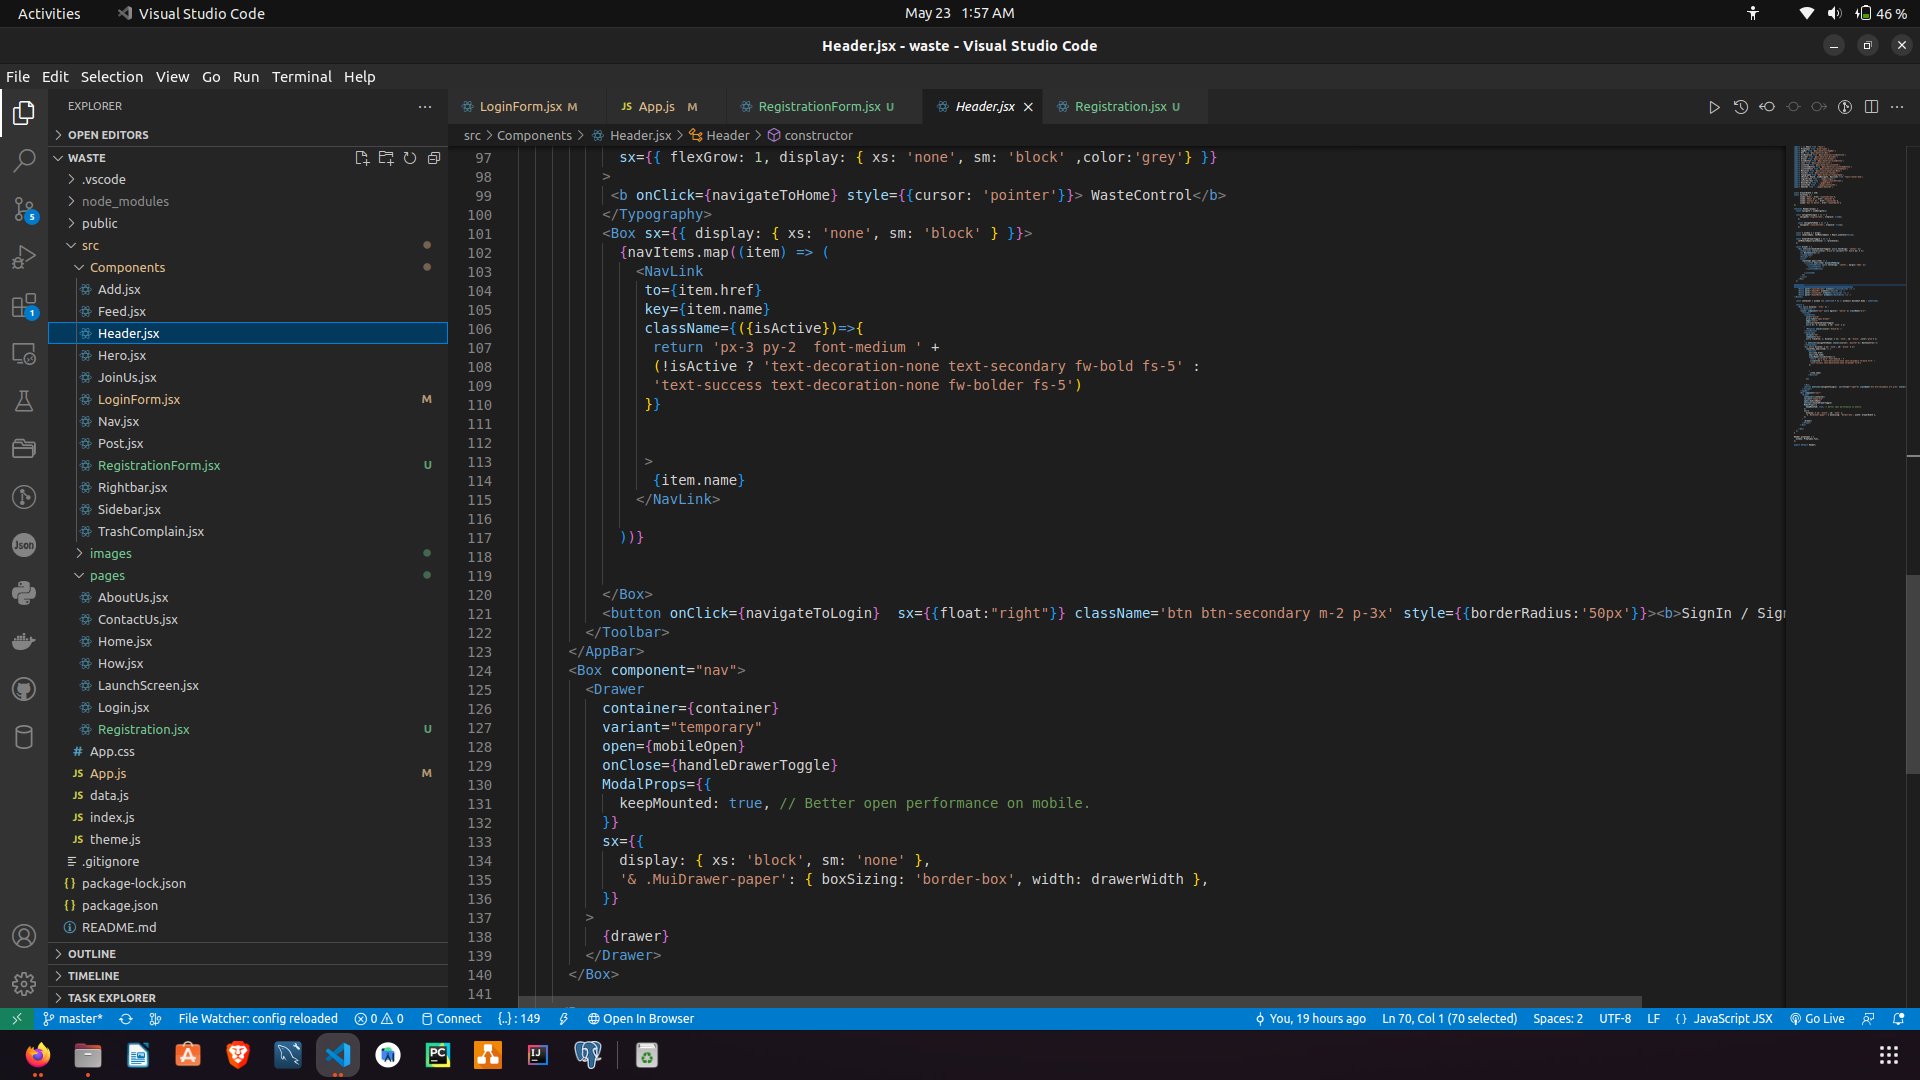 Activities
Visual Studio Code
May 23 1:57 AM
46 %
Header.jsx - waste - Visual Studio Code
File Edit Selection View Go Run Terminal Help
EXPLORER
LoginForm.jsx M
JS App.js M
RegistrationForm.jsx U
Header.jsx
Registration.jsx U
src > Components > Header.jsx > Header > constructor
OPEN EDITORS
WASTE
.vscode
node_modules
public
src
Components
Add.jsx
Feed.jsx
Header.jsx
Hero.jsx
JoinUs.jsx
LoginForm.jsx M
Nav.jsx
Post.jsx
RegistrationForm.jsx U
Rightbar.jsx
Sidebar.jsx
TrashComplain.jsx
images
pages
AboutUs.jsx
ContactUs.jsx
Home.jsx
How.jsx
LaunchScreen.jsx
Login.jsx
Registration.jsx U
# App.css
JS App.js M
JS data.js
JS index.js
JS theme.js
.gitignore
{} package-lock.json
{} package.json
README.md
OUTLINE
TIMELINE
TASK EXPLORER
5
1
Json
97 sx={{ flexGrow: 1, display: { xs: 'none', sm: 'block' ,color:'grey'} }}
98 >
99 <b onClick={navigateToHome} style={{cursor: 'pointer'}}> WasteControl</b>
100 </Typography>
101 <Box sx={{ display: { xs: 'none', sm: 'block' } }}>
102 {navItems.map((item) => (
103 <NavLink
104 to={item.href}
105 key={item.name}
106 className={({isActive})=>{
107 return 'px-3 py-2  font-medium ' +
108 (!isActive ? 'text-decoration-none text-secondary fw-bold fs-5' :
109 'text-success text-decoration-none fw-bolder fs-5')
110 }}
111
112
113 >
114 {item.name}
115 </NavLink>
116
117 ))}
118
119
120 </Box>
121 <button onClick={navigateToLogin}  sx={{float:"right"}} className='btn btn-secondary m-2 p-3x' style={{borderRadius:'50px'}}><b>SignIn / Sign
122 </Toolbar>
123 </AppBar>
124 <Box component="nav">
125 <Drawer
126 container={container}
127 variant="temporary"
128 open={mobileOpen}
129 onClose={handleDrawerToggle}
130 ModalProps={{
131 keepMounted: true, // Better open performance on mobile.
132 }}
133 sx={{
134 display: { xs: 'block', sm: 'none' },
135 '& .MuiDrawer-paper': { boxSizing: 'border-box', width: drawerWidth },
136 }}
137 >
138 {drawer}
139 </Drawer>
140 </Box>
141
master* File Watcher: config reloaded 0 0 Connect {..} : 149 Open In Browser
You, 19 hours ago Ln 70, Col 1 (70 selected) Spaces: 2 UTF-8 LF {} JavaScript JSX Go Live
PC
IJ